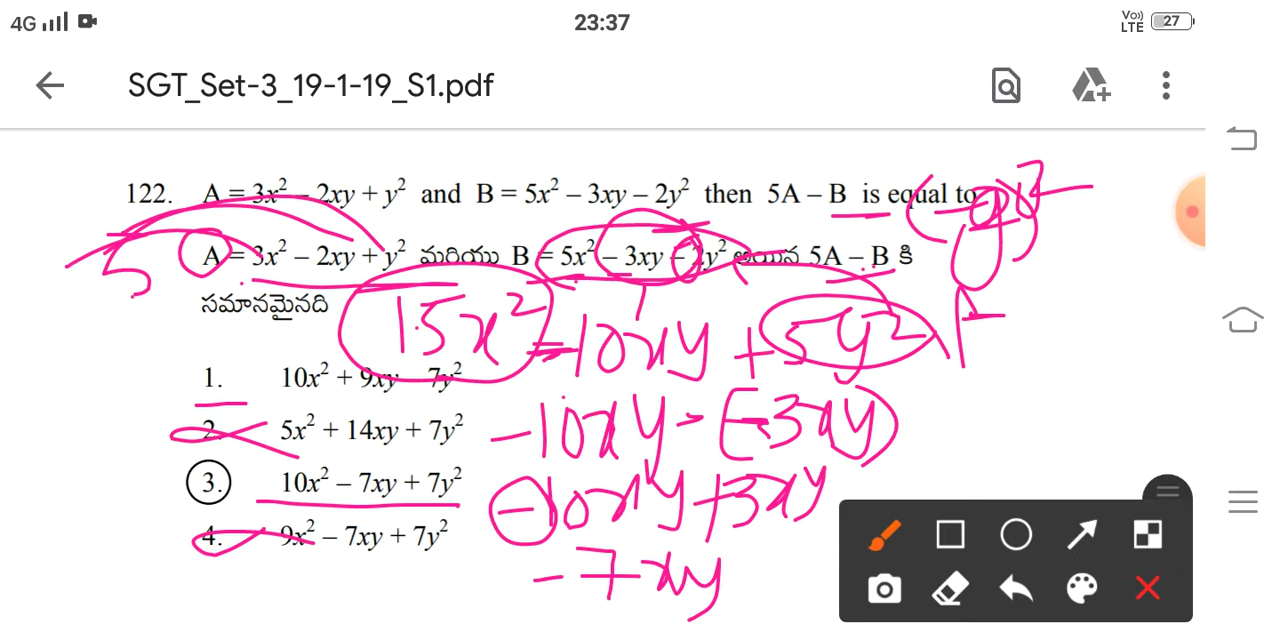 4G 23:37 Vo)) LTE 27
SGT_Set-3_19-1-19_S1.pdf
122. A = 3x² – 2xy + y² and B = 5x² – 3xy – 2y² then 5A – B is equal to
A = 3x² – 2xy + y² మరియు B = 5x² – 3xy – 2y² అయిన 5A – B కి
5
సమానమైనది
15x² - 10xy + 5y²
1. 10x² + 9xy – 7y²
2. 5x² + 14xy + 7y²
-10xy - (-3xy)
3. 10x² – 7xy + 7y²
-10xy + 3xy
4. 9x² – 7xy + 7y²
-7xy